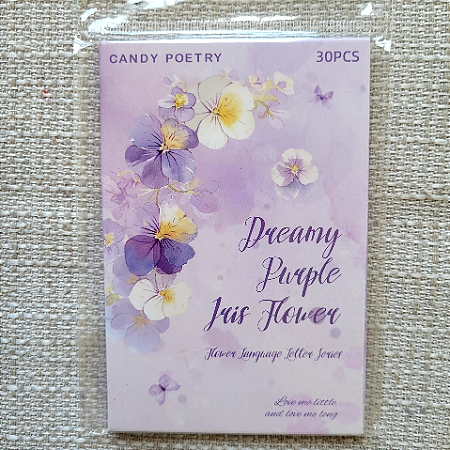 CANDY POETRY
30PCS
Dreamy
Purple
Iris Flower
Flower Language Letter Series
Love me little
and love me long